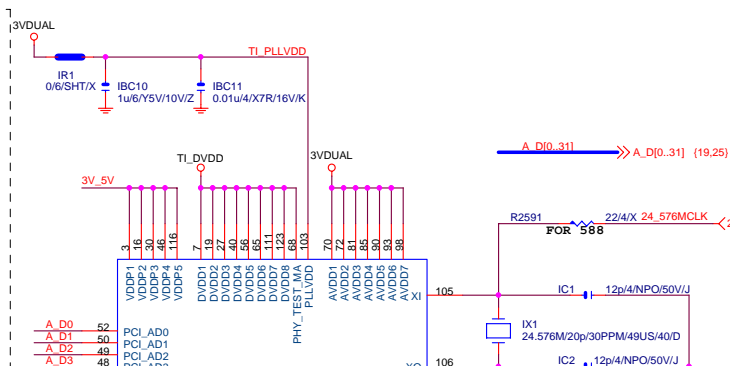 3VDUAL
TI_PLLVDD
IR1
0/6/SHT/X
IBC10
1u/6/Y5V/10V/Z
IBC11
0.01u/4/X7R/16V/K
A_D[0..31]
A_D[0..31] {19,25}
TI_DVDD
3VDUAL
3V_5V
R2591
22/4/X
24_576MCLK
FOR 588
3
16
30
46
116
7
19
27
40
56
65
111
123
68
103
70
72
81
85
90
93
98
VDDP1
VDDP2
VDDP3
VDDP4
VDDP5
DVDD1
DVDD2
DVDD3
DVDD4
DVDD5
DVDD6
DVDD7
DVDD8
PHY_TEST_MA
PLLVDD
AVDD1
AVDD2
AVDD3
AVDD4
AVDD5
AVDD6
AVDD7
XI
105
IC1
12p/4/NPO/50V/J
IX1
24.576M/20p/30PPM/49US/40/D
A_D0
52
PCI_AD0
A_D1
50
PCI_AD1
A_D2
49
PCI_AD2
A_D3
48
XO
106
IC2
12p/4/NPO/50V/J